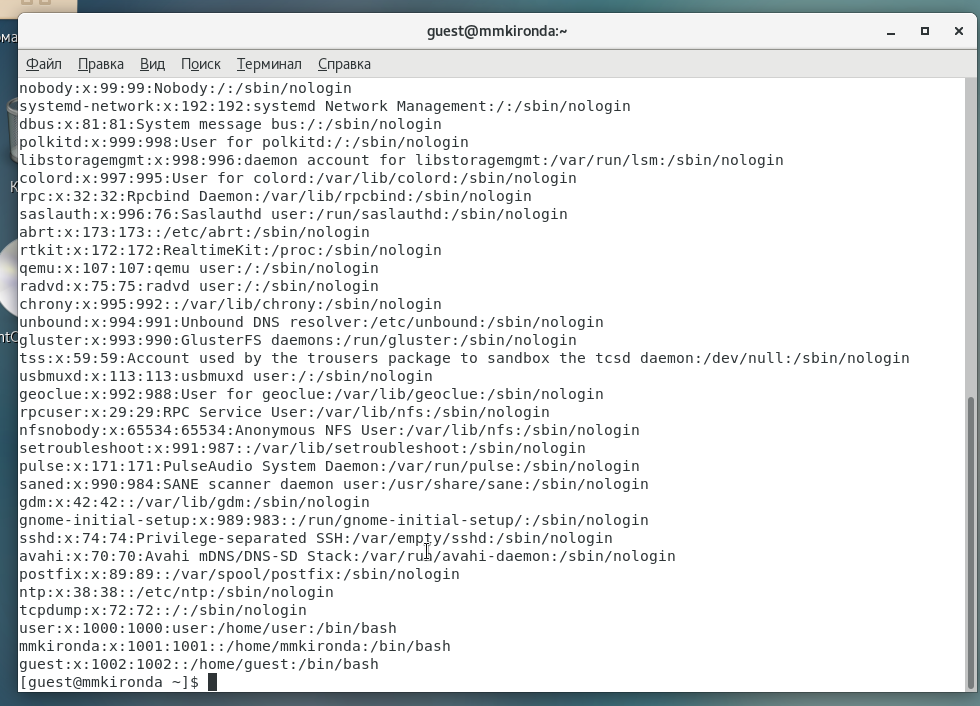 guest@mmkironda:~
Файл Правка Вид Поиск Терминал Справка
nobody:x:99:99:Nobody:/:/sbin/nologin
systemd-network:x:192:192:systemd Network Management:/:/sbin/nologin
dbus:x:81:81:System message bus:/:/sbin/nologin
polkitd:x:999:998:User for polkitd:/:/sbin/nologin
libstoragemgmt:x:998:996:daemon account for libstoragemgmt:/var/run/lsm:/sbin/nologin
colord:x:997:995:User for colord:/var/lib/colord:/sbin/nologin
rpc:x:32:32:Rpcbind Daemon:/var/lib/rpcbind:/sbin/nologin
saslauth:x:996:76:Saslauthd user:/run/saslauthd:/sbin/nologin
abrt:x:173:173::/etc/abrt:/sbin/nologin
rtkit:x:172:172:RealtimeKit:/proc:/sbin/nologin
qemu:x:107:107:qemu user:/:/sbin/nologin
radvd:x:75:75:radvd user:/:/sbin/nologin
chrony:x:995:992::/var/lib/chrony:/sbin/nologin
unbound:x:994:991:Unbound DNS resolver:/etc/unbound:/sbin/nologin
gluster:x:993:990:GlusterFS daemons:/run/gluster:/sbin/nologin
tss:x:59:59:Account used by the trousers package to sandbox the tcsd daemon:/dev/null:/sbin/nologin
usbmuxd:x:113:113:usbmuxd user:/:/sbin/nologin
geoclue:x:992:988:User for geoclue:/var/lib/geoclue:/sbin/nologin
rpcuser:x:29:29:RPC Service User:/var/lib/nfs:/sbin/nologin
nfsnobody:x:65534:65534:Anonymous NFS User:/var/lib/nfs:/sbin/nologin
setroubleshoot:x:991:987::/var/lib/setroubleshoot:/sbin/nologin
pulse:x:171:171:PulseAudio System Daemon:/var/run/pulse:/sbin/nologin
saned:x:990:984:SANE scanner daemon user:/usr/share/sane:/sbin/nologin
gdm:x:42:42::/var/lib/gdm:/sbin/nologin
gnome-initial-setup:x:989:983::/run/gnome-initial-setup/:/sbin/nologin
sshd:x:74:74:Privilege-separated SSH:/var/empty/sshd:/sbin/nologin
avahi:x:70:70:Avahi mDNS/DNS-SD Stack:/var/run/avahi-daemon:/sbin/nologin
postfix:x:89:89::/var/spool/postfix:/sbin/nologin
ntp:x:38:38::/etc/ntp:/sbin/nologin
tcpdump:x:72:72::/:/sbin/nologin
user:x:1000:1000:user:/home/user:/bin/bash
mmkironda:x:1001:1001::/home/mmkironda:/bin/bash
guest:x:1002:1002::/home/guest:/bin/bash
[guest@mmkironda ~]$